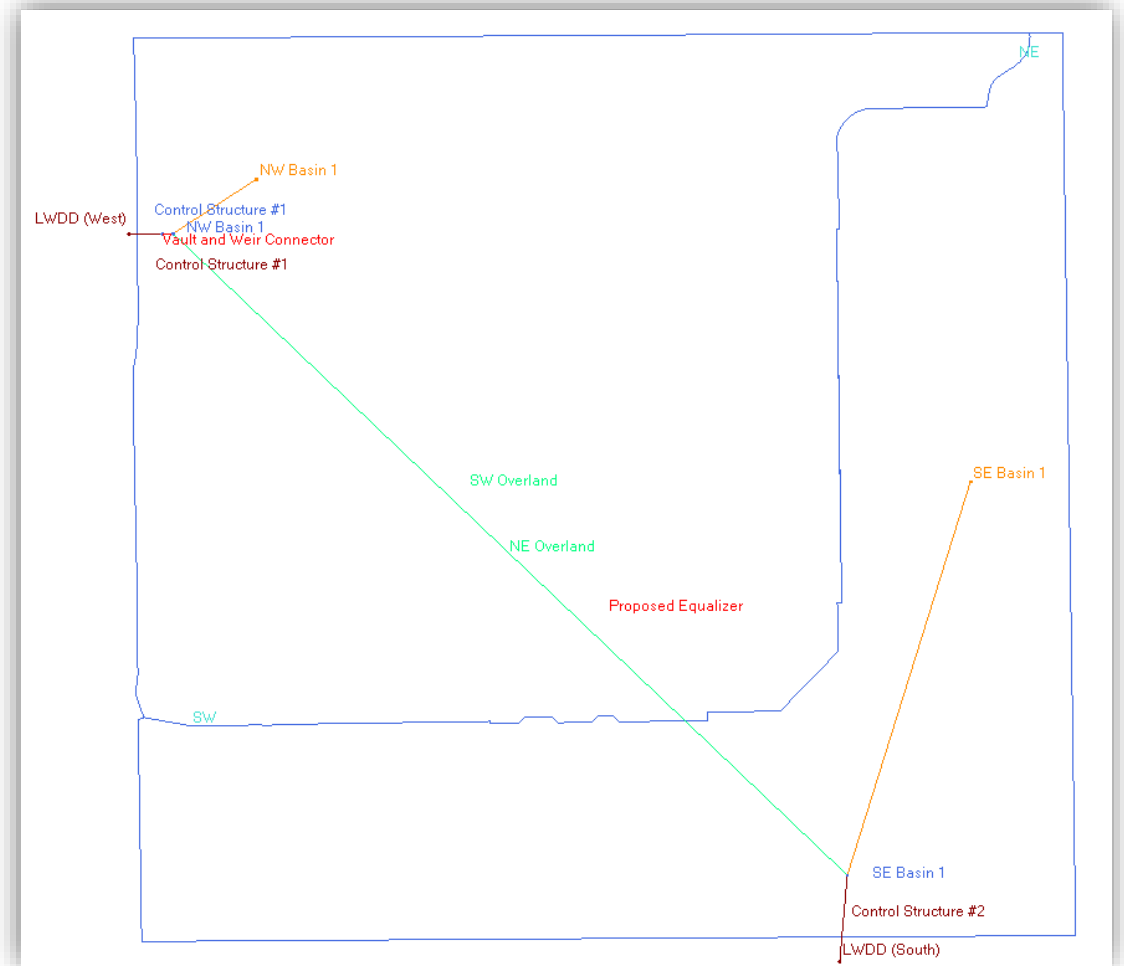 NE
NW Basin 1
Control Structure #1
LWDD (West)
NW Basin 1
Vault and Weir Connector
Control Structure #1
SW Overland
SE Basin 1
NE Overland
Proposed Equalizer
SW
SE Basin 1
Control Structure #2
LWDD (South)